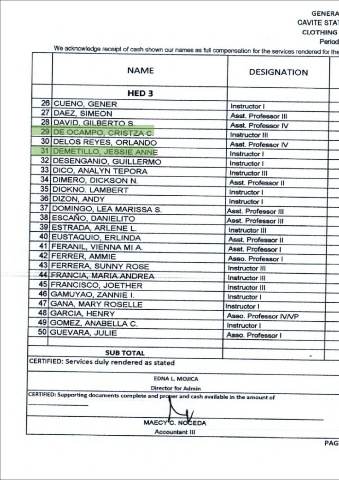 GENERA
CAVITE STAT
CLOTHING
Period
We acknowledge receipt of cash shown our names as full compensation for the services rendered for the
NAME DESIGNATION
HED 3
26 CUENO, GENER Instructor I
27 DAEZ, SIMEON Asst. Professor III
28 DAVID, GILBERTO S. Asst. Professor IV
29 DE OCAMPO, CRISTZA C. Instructor III
30 DELOS REYES, ORLANDO Asst. Professor IV
31 DEMETILLO, JESSIE ANNE Instructor I
32 DESENGANIO, GUILLERMO Instructor I
33 DICO, ANALYN TEPORA Instructor III
34 DIMERO, DICKSON N. Asst. Professor II
35 DIOKNO, LAMBERT Instructor I
36 DIZON, ANDY Instructor I
37 DOMINGO, LEA MARISSA S. Asst. Professor III
38 ESCAÑO, DANIELITO Asst. Professor III
39 ESTRADA, ARLENE L. Instructor III
40 EUSTAQUIO, ERLINDA Asst. Professor II
41 FERANIL, VIENNA MI A. Asst. Professor I
42 FERRER, AMMIE Asso. Professor I
43 FERRERA, SUNNY ROSE Instructor III
44 FRANCIA, MARIA ANDREA Instructor III
45 FRANCISCO, JOETHER Instructor III
46 GAMUYAO, ZANNIE I. Instructor I
47 GANA, MARY ROSELLE Instructor I
48 GARCIA, HENRY Asso. Professor IV/VP
49 GOMEZ, ANABELLA C. Instructor I
50 GUEVARA, JULIE Asst. Professor I
SUB TOTAL
CERTIFIED: Services duly rendered as stated
EDNA L. MOJICA
Director for Admin
CERTIFIED: Supporting documents complete and proper and cash available in the amount of
MAECY C. NOCEDA
Accountant III
PAG